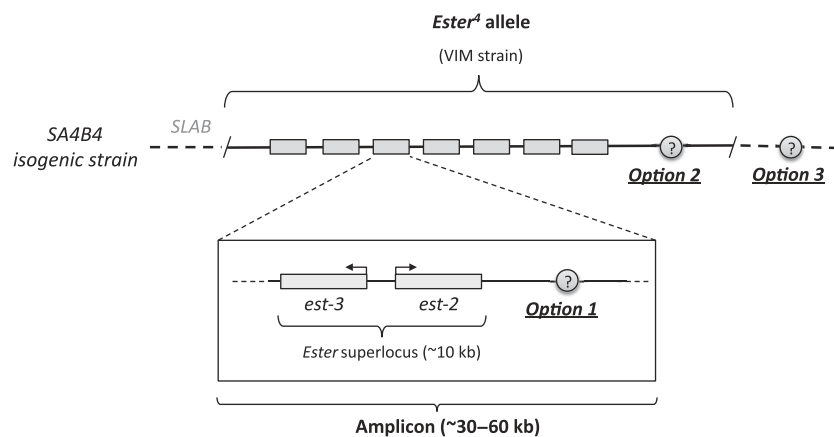 Ester⁴ allele
(VIM strain)
SLAB
SA4B4
isogenic strain
?
?
Option 2
Option 3
?
est-3
est-2
Option 1
Ester superlocus (~10 kb)
Amplicon (~30–60 kb)